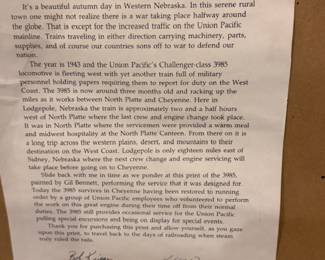 It's a beautiful autumn day in Western Nebraska. In this serene rural
town one might not realize there is a war taking place halfway around
the globe. That is except for the increased traffic on the Union Pacific
mainline. Trains traveling in either direction carrying machinery, parts,
supplies, and of course our countries sons off to war to defend our
nation.
The year is 1943 and the Union Pacific's Challenger-class 3985
locomotive is fleeting west with yet another train full of military
personnel holding papers requiring them to report for duty on the West
Coast. The 3985 is now around three months old and racking up the
miles as it works between North Platte and Cheyenne. Here in
Lodgepole, Nebraska the train is approximately two and a half hours
west of North Platte where the last crew and engine change took place.
It was in North Platte where the servicemen were provided a warm meal
and midwest hospitality at the North Platte Canteen. From there on it is
a long trip across the western plains, desert, and mountains to their
destination on the West Coast. Lodgepole is only eighteen miles east of
Sidney, Nebraska where the next crew change and engine servicing will
take place before going on to Cheyenne.
Slide back with me in time as we ponder at this print of the 3985,
painted by Gil Bennett, performing the service that it was designed for.
Today the 3985 survives in Cheyenne having been restored to running
order by a group of Union Pacific employees who volunteered to perform
the work on this great engine during their time off from their normal
duties. The 3985 still provides occasional service for the Union Pacific
pulling special excursions and being on display for special events.
Thank you for purchasing this print and allow yourself, as you gaze
upon this print, to travel back to the days of railroading when steam
truly ruled the rails.